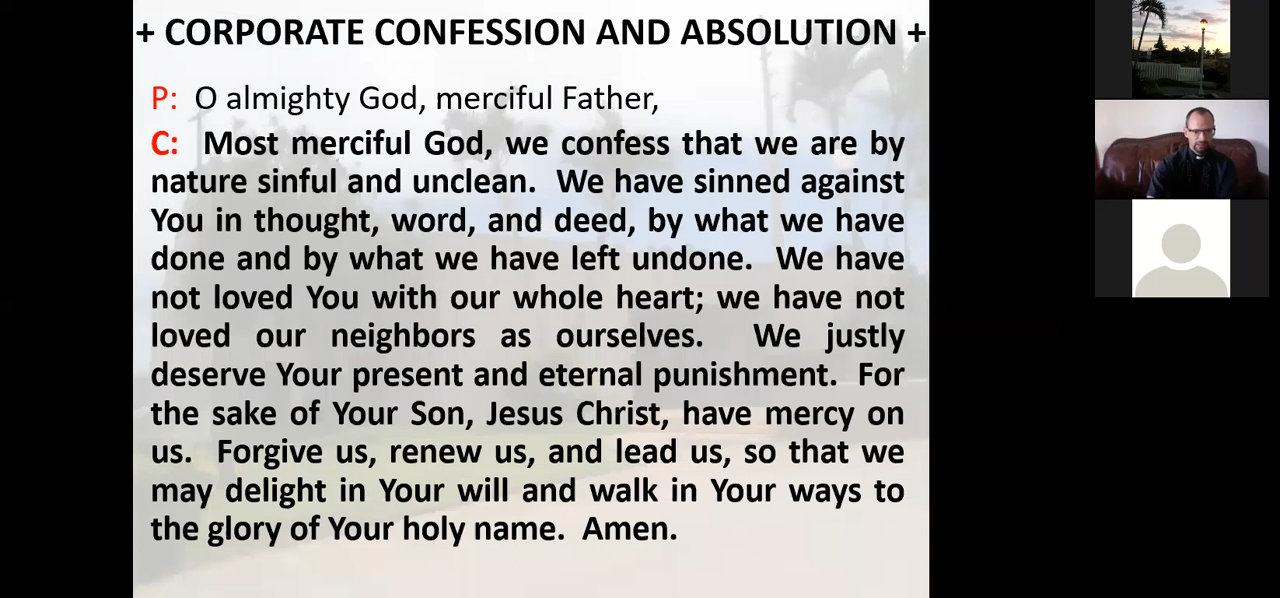 + CORPORATE CONFESSION AND ABSOLUTION +
P: O almighty God, merciful Father,
C: Most merciful God, we confess that we are by
nature sinful and unclean. We have sinned against
You in thought, word, and deed, by what we have
done and by what we have left undone. We have
not loved You with our whole heart; we have not
loved our neighbors as ourselves. We justly
deserve Your present and eternal punishment. For
the sake of Your Son, Jesus Christ, have mercy on
us. Forgive us, renew us, and lead us, so that we
may delight in Your will and walk in Your ways to
the glory of Your holy name. Amen.